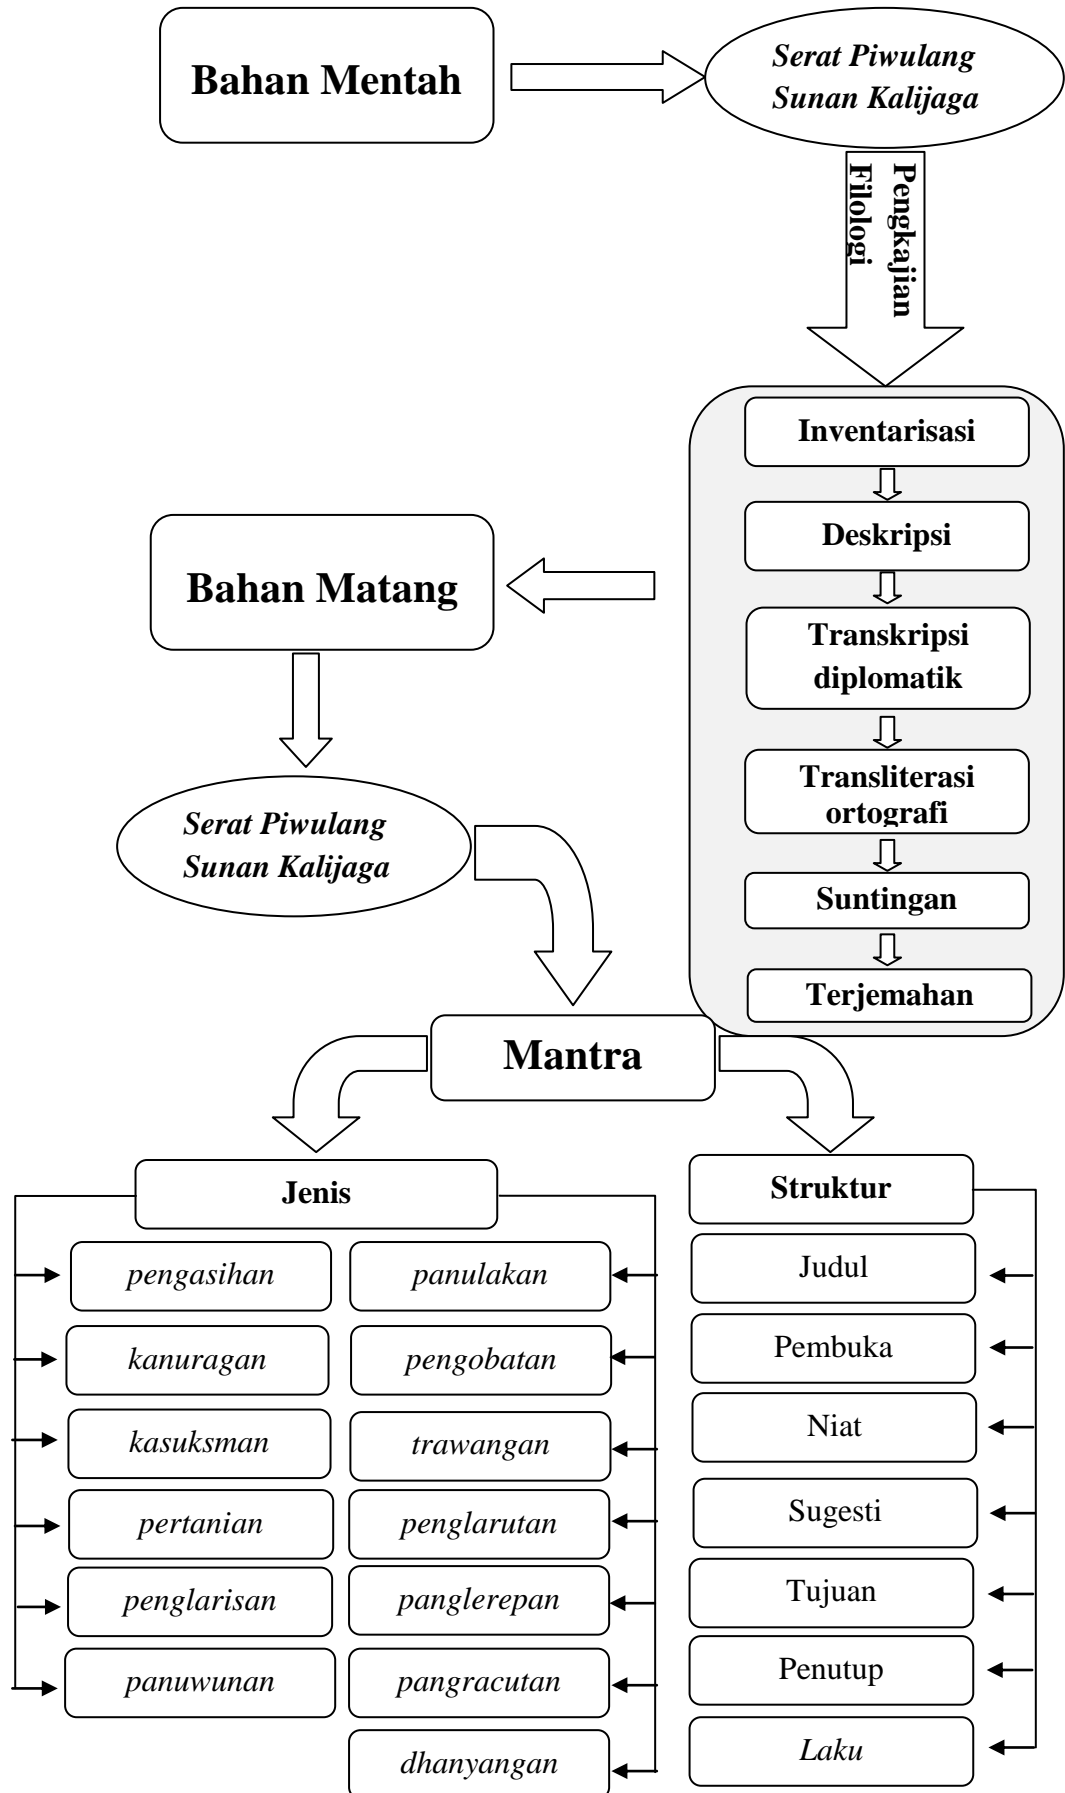 Bahan Mentah
Serat Piwulang
Sunan Kalijaga
Pengkajian
Filologi
Inventarisasi
Deskripsi
Transkripsi
diplomatik
Transliterasi
ortografi
Suntingan
Terjemahan
Bahan Matang
Serat Piwulang
Sunan Kalijaga
Mantra
Jenis
pengasihan
kanuragan
kasuksman
pertanian
penglarisan
panuwunan
panulakan
pengobatan
trawangan
penglarutan
panglerepan
pangracutan
dhanyangan
Struktur
Judul
Pembuka
Niat
Sugesti
Tujuan
Penutup
Laku